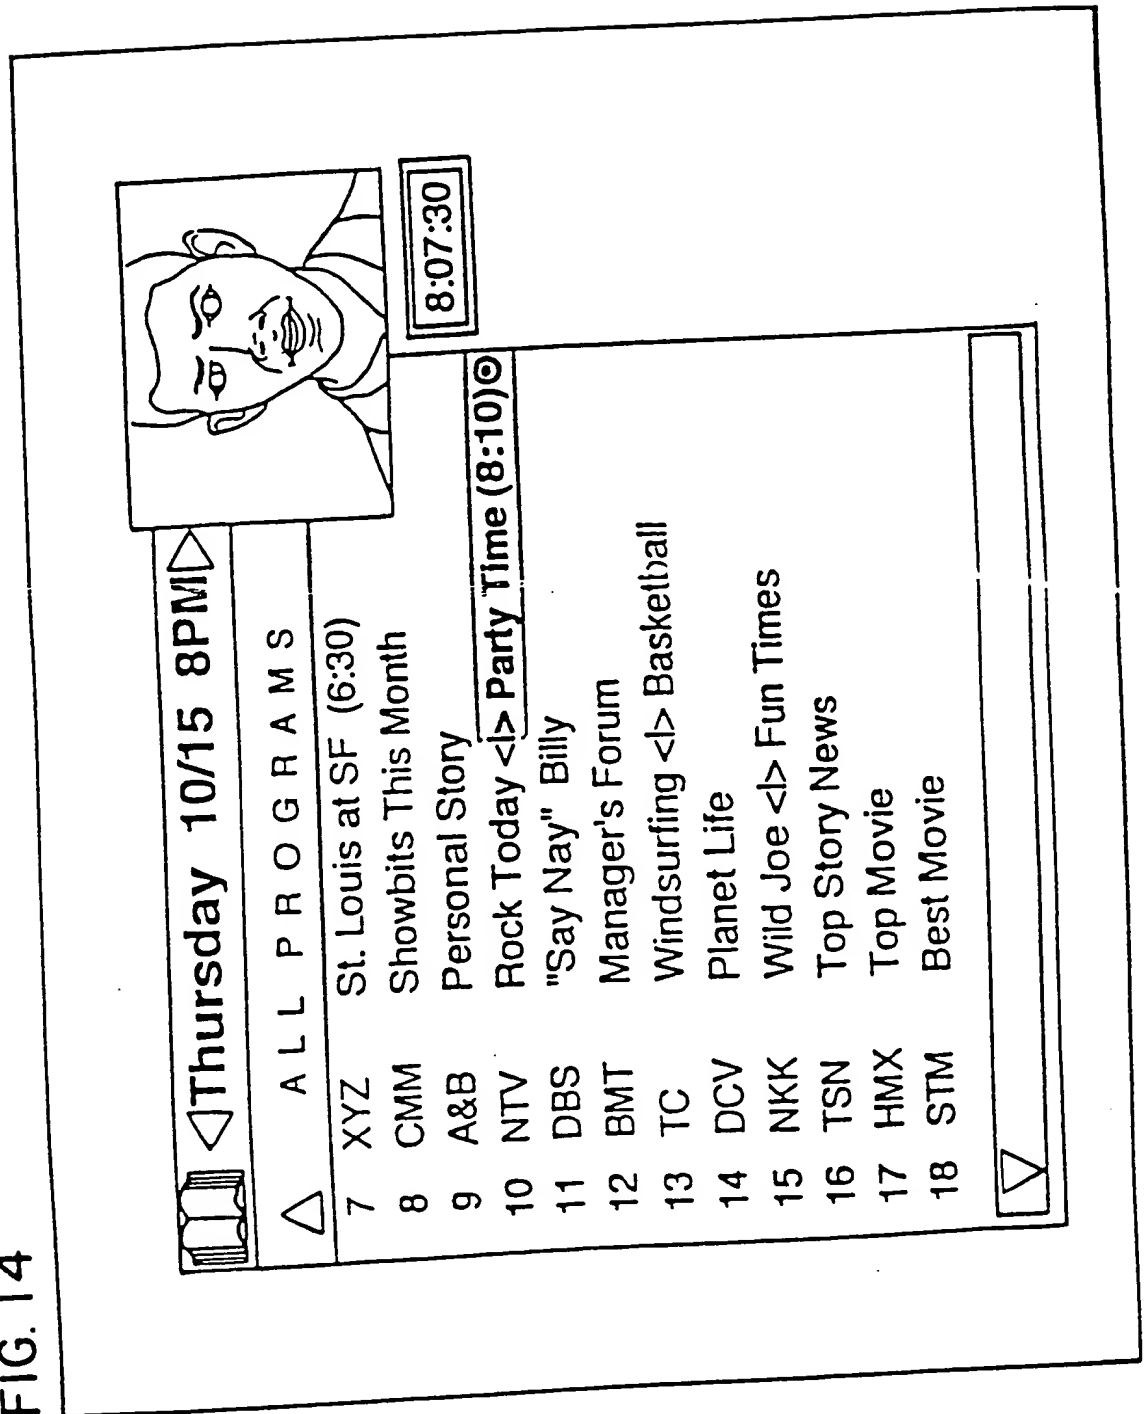 FIG. 14
Thursday 10/15 8PM
ALL PROGRAMS
8:07:30
7 XYZ St. Louis at SF (6:30)
8 CMM Showbits This Month
9 A&B Personal Story
10 NTV Rock Today <I> Party Time (8:10)
11 DBS "Say Nay" Billy
12 BMT Manager's Forum
13 TC Windsurfing <I> Basketball
14 DCV Planet Life
15 NKK Wild Joe <I> Fun Times
16 TSN Top Story News
17 HMX Top Movie
18 STM Best Movie